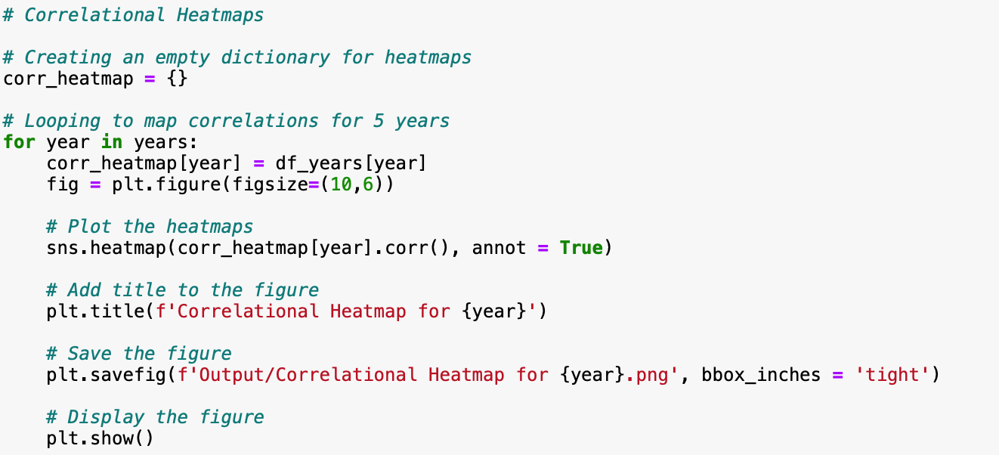 # Correlational Heatmaps
# Creating an empty dictionary for heatmaps
corr_heatmap = {}
# Looping to map correlations for 5 years
for year in years:
    corr_heatmap[year] = df_years[year]
    fig = plt.figure(figsize=(10,6))
    # Plot the heatmaps
    sns.heatmap(corr_heatmap[year].corr(), annot = True)
    # Add title to the figure
    plt.title(f'Correlational Heatmap for {year}')
    # Save the figure
    plt.savefig(f'Output/Correlational Heatmap for {year}.png', bbox_inches = 'tight')
    # Display the figure
    plt.show()